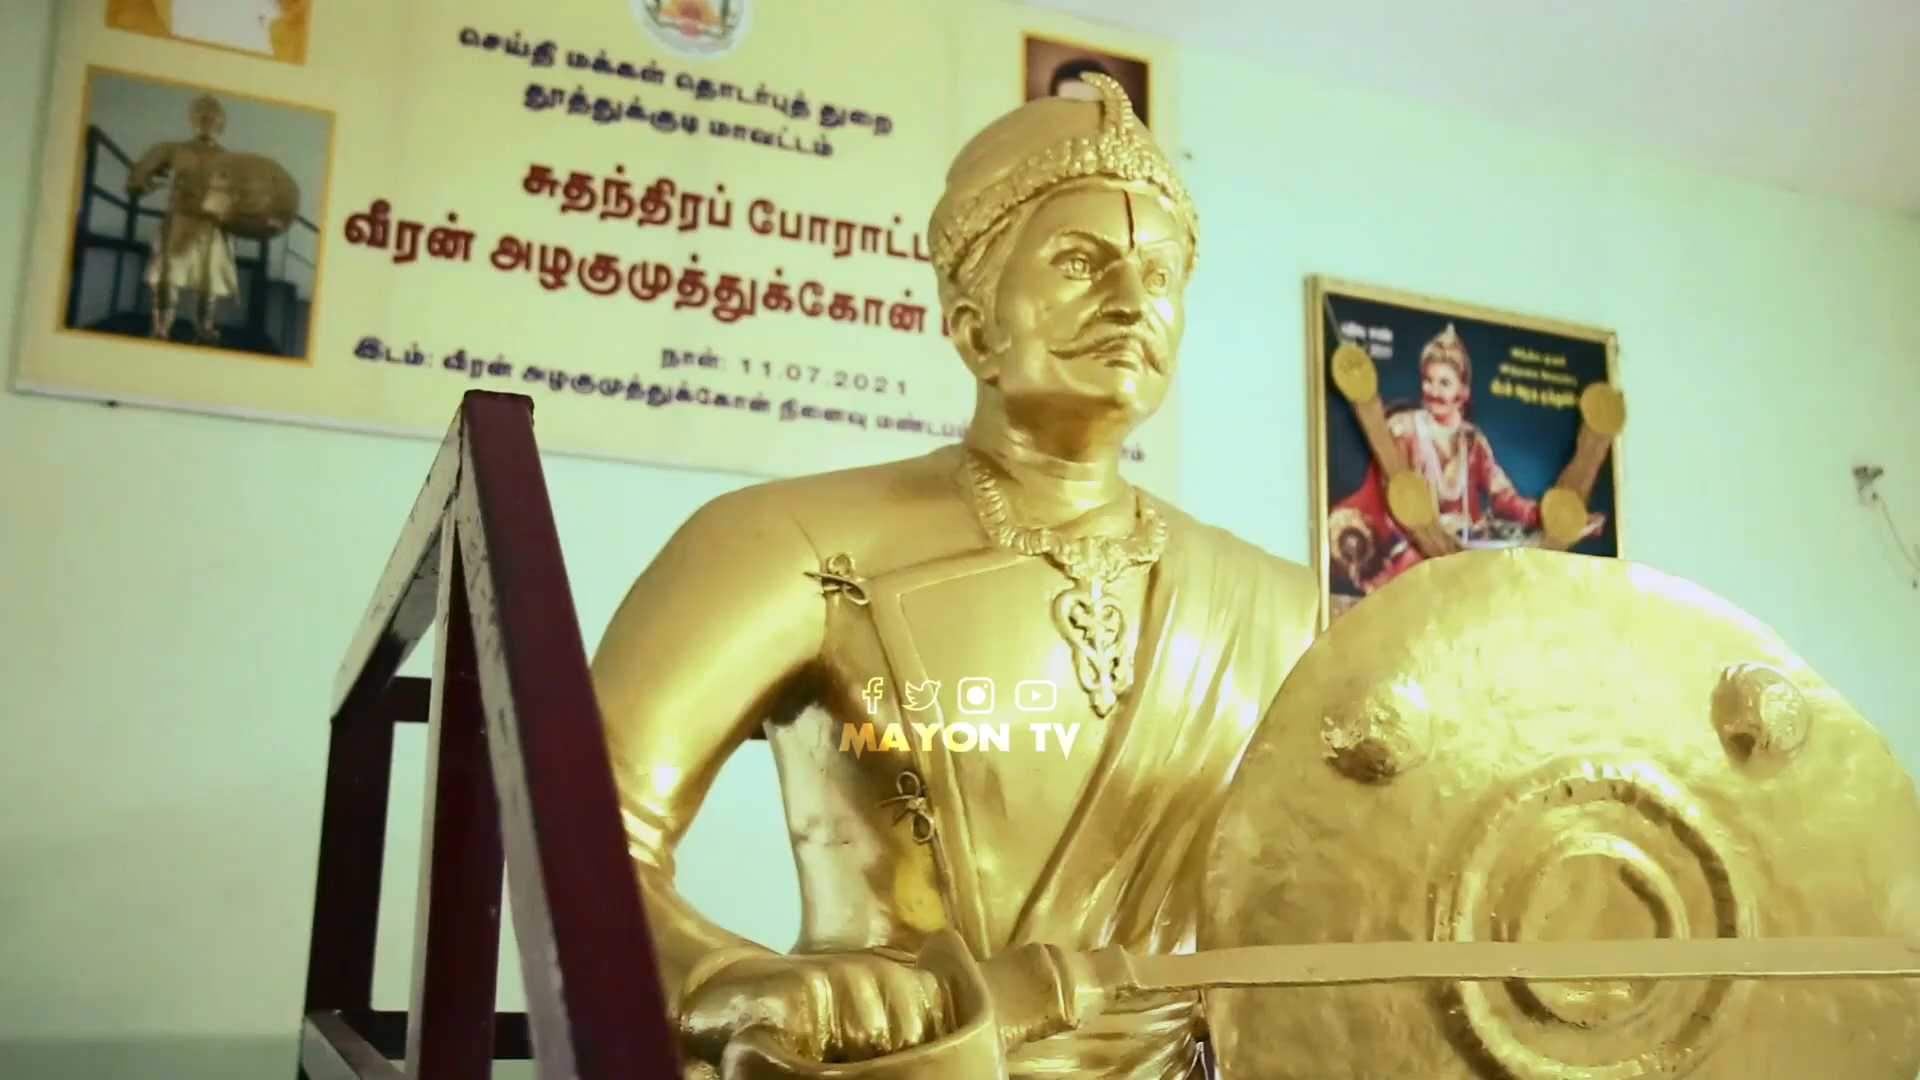 செய்தி மக்கள் தொடர்புத் துறை
தூத்துக்குடி மாவட்டம்
சுதந்திரப் போராட்ட
வீரன் அழகுமுத்துக்கோன்
நாள்: 11.07.2021
இடம்: வீரன் அழகுமுத்துக்கோன் நினைவு மண்டபம்
MAYON TV